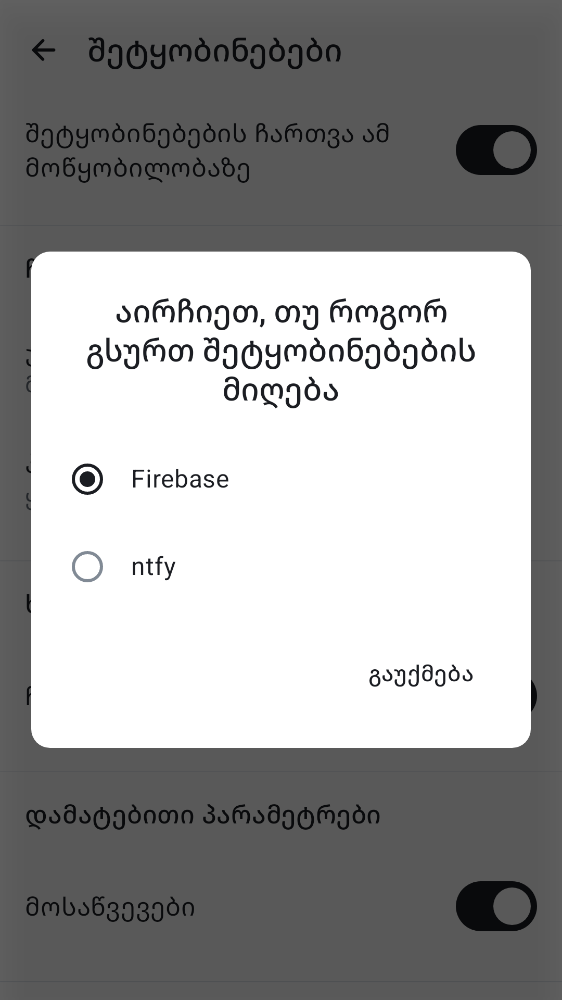 შეტყობინებები
შეტყობინებების ჩართვა ამ
მოწყობილობაზე
აირჩიეთ, თუ როგორ
გსურთ შეტყობინებების
მიღება
Firebase
ntfy
გაუქმება
დამატებითი პარამეტრები
მოსაწვევები